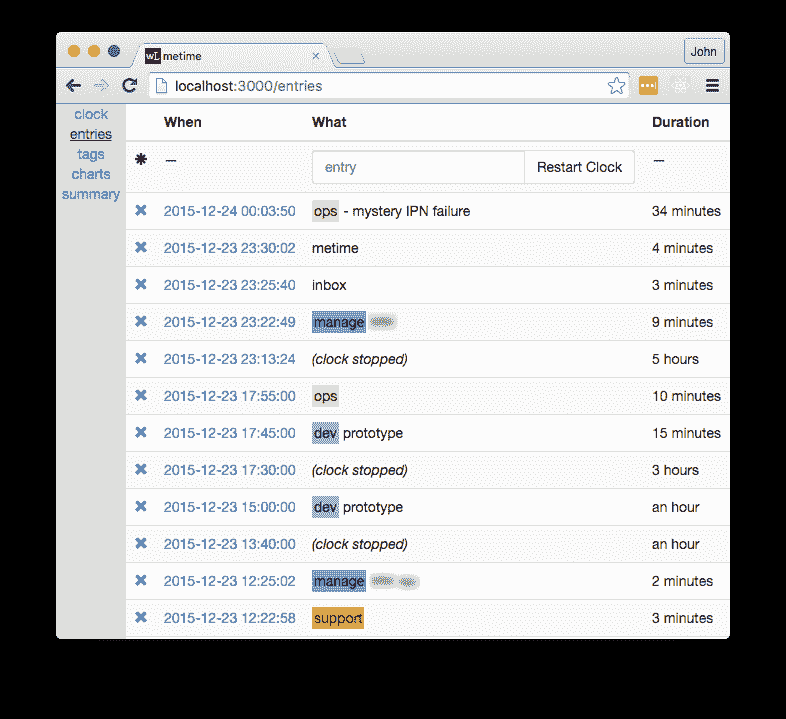 wL metime
John
localhost:3000/entries
clock
entries
tags
charts
summary
When What Duration
-- entry Restart Clock --
2015-12-24 00:03:50 ops - mystery IPN failure 34 minutes
2015-12-23 23:30:02 metime 4 minutes
2015-12-23 23:25:40 inbox 3 minutes
2015-12-23 23:22:49 manage 9 minutes
2015-12-23 23:13:24 (clock stopped) 5 hours
2015-12-23 17:55:00 ops 10 minutes
2015-12-23 17:45:00 dev prototype 15 minutes
2015-12-23 17:30:00 (clock stopped) 3 hours
2015-12-23 15:00:00 dev prototype an hour
2015-12-23 13:40:00 (clock stopped) an hour
2015-12-23 12:25:02 manage 2 minutes
2015-12-23 12:22:58 support 3 minutes